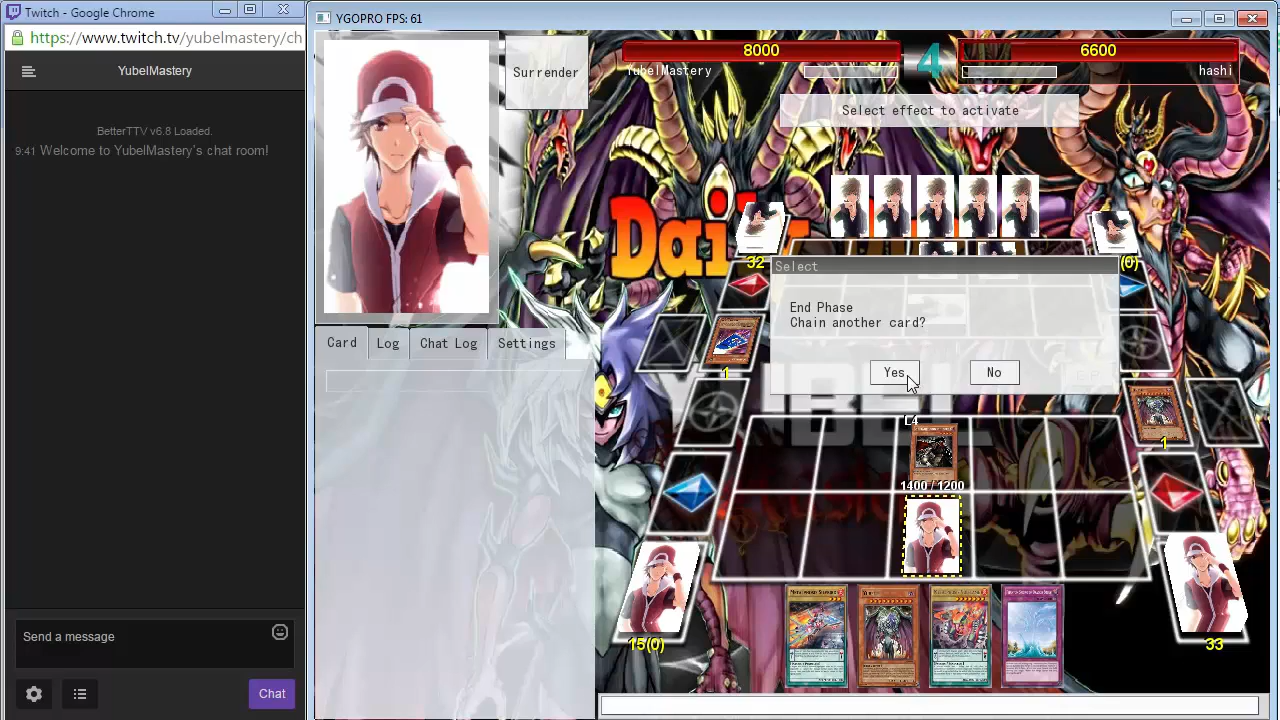 Twitch - Google Chrome
https://www.twitch.tv/yubelmastery/ch
YubelMastery
BetterTTV v6.8 Loaded.
9:41 Welcome to YubelMastery's chat room!
Send a message
Chat
YGOPRO FPS: 61
Surrender
Card
Log
Chat Log
Settings
8000
YubelMastery
4
6600
hashi
Select effect to activate
32
(0)
Select
End Phase
Chain another card?
Yes
No
1
L4
1400 / 1200
1
15(0)
33